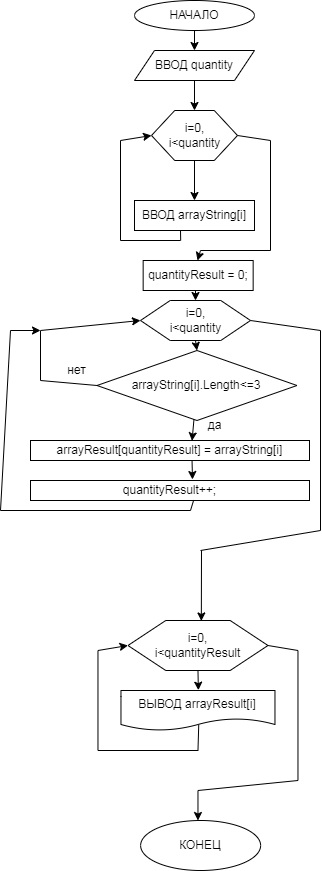 НАЧАЛО
ВВОД quantity
i=0,
i<quantity
ВВОД arrayString[i]
quantityResult = 0;
i=0,
i<quantity
нет
arrayString[i].Length<=3
да
arrayResult[quantityResult] = arrayString[i]
quantityResult++;
i=0,
i<quantityResult
ВЫВОД arrayResult[i]
КОНЕЦ